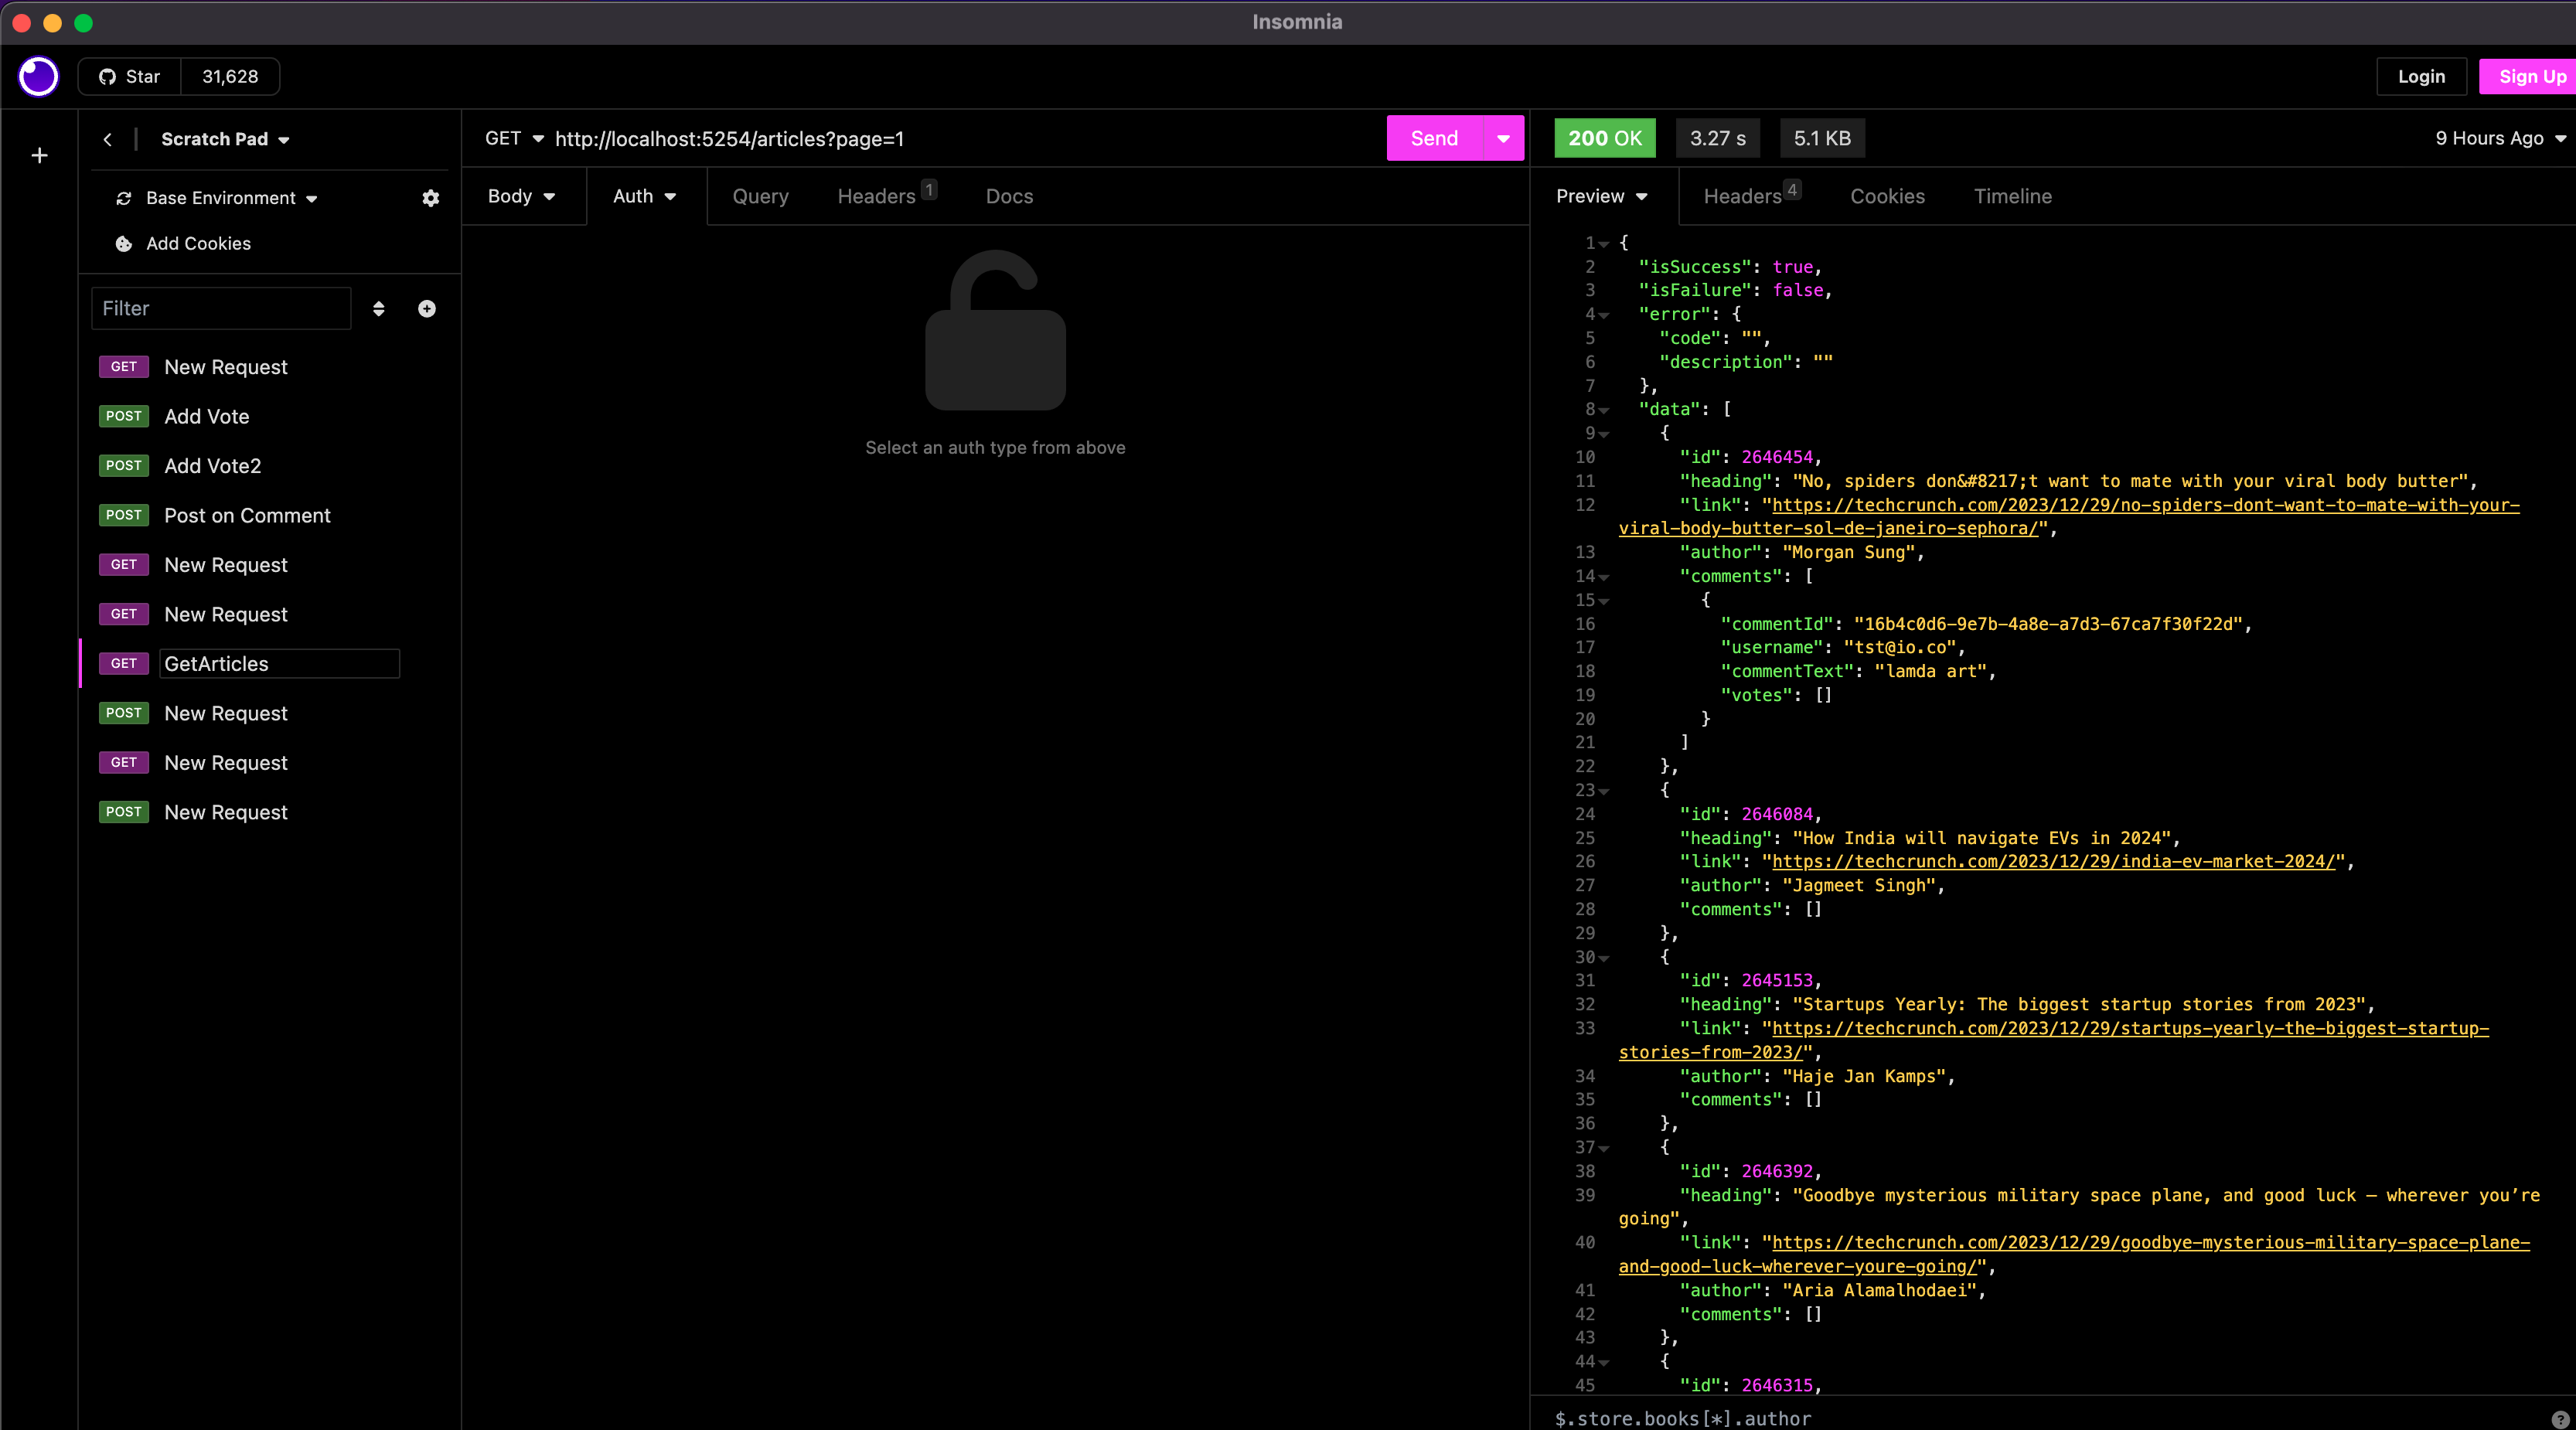 Insomnia
Star 31,628
Login Sign Up
Scratch Pad
Base Environment
Add Cookies
Filter
GET New Request
POST Add Vote
POST Add Vote2
POST Post on Comment
GET New Request
GET New Request
GET GetArticles
POST New Request
GET New Request
POST New Request
GET http://localhost:5254/articles?page=1 Send
Body Auth Query Headers 1 Docs
Select an auth type from above
200 OK 3.27 s 5.1 KB 9 Hours Ago
Preview Headers 4 Cookies Timeline
1 {
2 "isSuccess": true,
3 "isFailure": false,
4 "error": {
5 "code": "",
6 "description": ""
7 },
8 "data": [
9 {
10 "id": 2646454,
11 "heading": "No, spiders don&#8217;t want to mate with your viral body butter",
12 "link": "https://techcrunch.com/2023/12/29/no-spiders-dont-want-to-mate-with-your-
viral-body-butter-sol-de-janeiro-sephora/",
13 "author": "Morgan Sung",
14 "comments": [
15 {
16 "commentId": "16b4c0d6-9e7b-4a8e-a7d3-67ca7f30f22d",
17 "username": "tst@io.co",
18 "commentText": "lamda art",
19 "votes": []
20 }
21 ]
22 },
23 {
24 "id": 2646084,
25 "heading": "How India will navigate EVs in 2024",
26 "link": "https://techcrunch.com/2023/12/29/india-ev-market-2024/",
27 "author": "Jagmeet Singh",
28 "comments": []
29 },
30 {
31 "id": 2645153,
32 "heading": "Startups Yearly: The biggest startup stories from 2023",
33 "link": "https://techcrunch.com/2023/12/29/startups-yearly-the-biggest-startup-
stories-from-2023/",
34 "author": "Haje Jan Kamps",
35 "comments": []
36 },
37 {
38 "id": 2646392,
39 "heading": "Goodbye mysterious military space plane, and good luck — wherever you’re
going",
40 "link": "https://techcrunch.com/2023/12/29/goodbye-mysterious-military-space-plane-
and-good-luck-wherever-youre-going/",
41 "author": "Aria Alamalhodaei",
42 "comments": []
43 },
44 {
45 "id": 2646315,
$.store.books[*].author